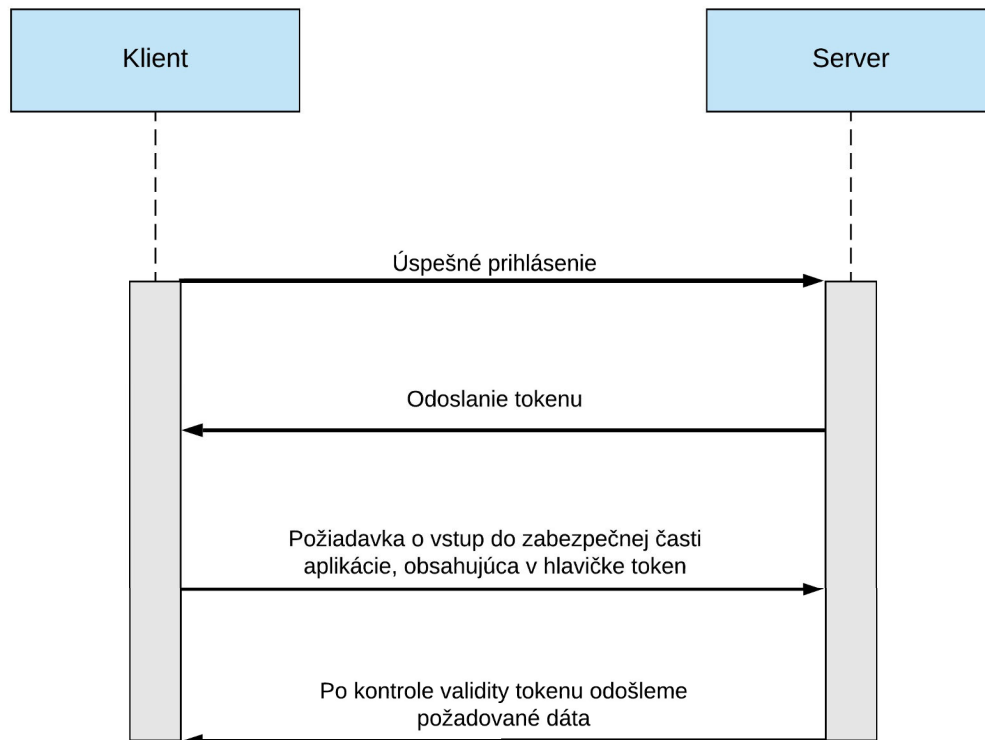 Klient
Server
Úspešné prihlásenie
Odoslanie tokenu
Požiadavka o vstup do zabezpečnej časti
aplikácie, obsahujúca v hlavičke token
Po kontrole validity tokenu odošleme
požadované dáta